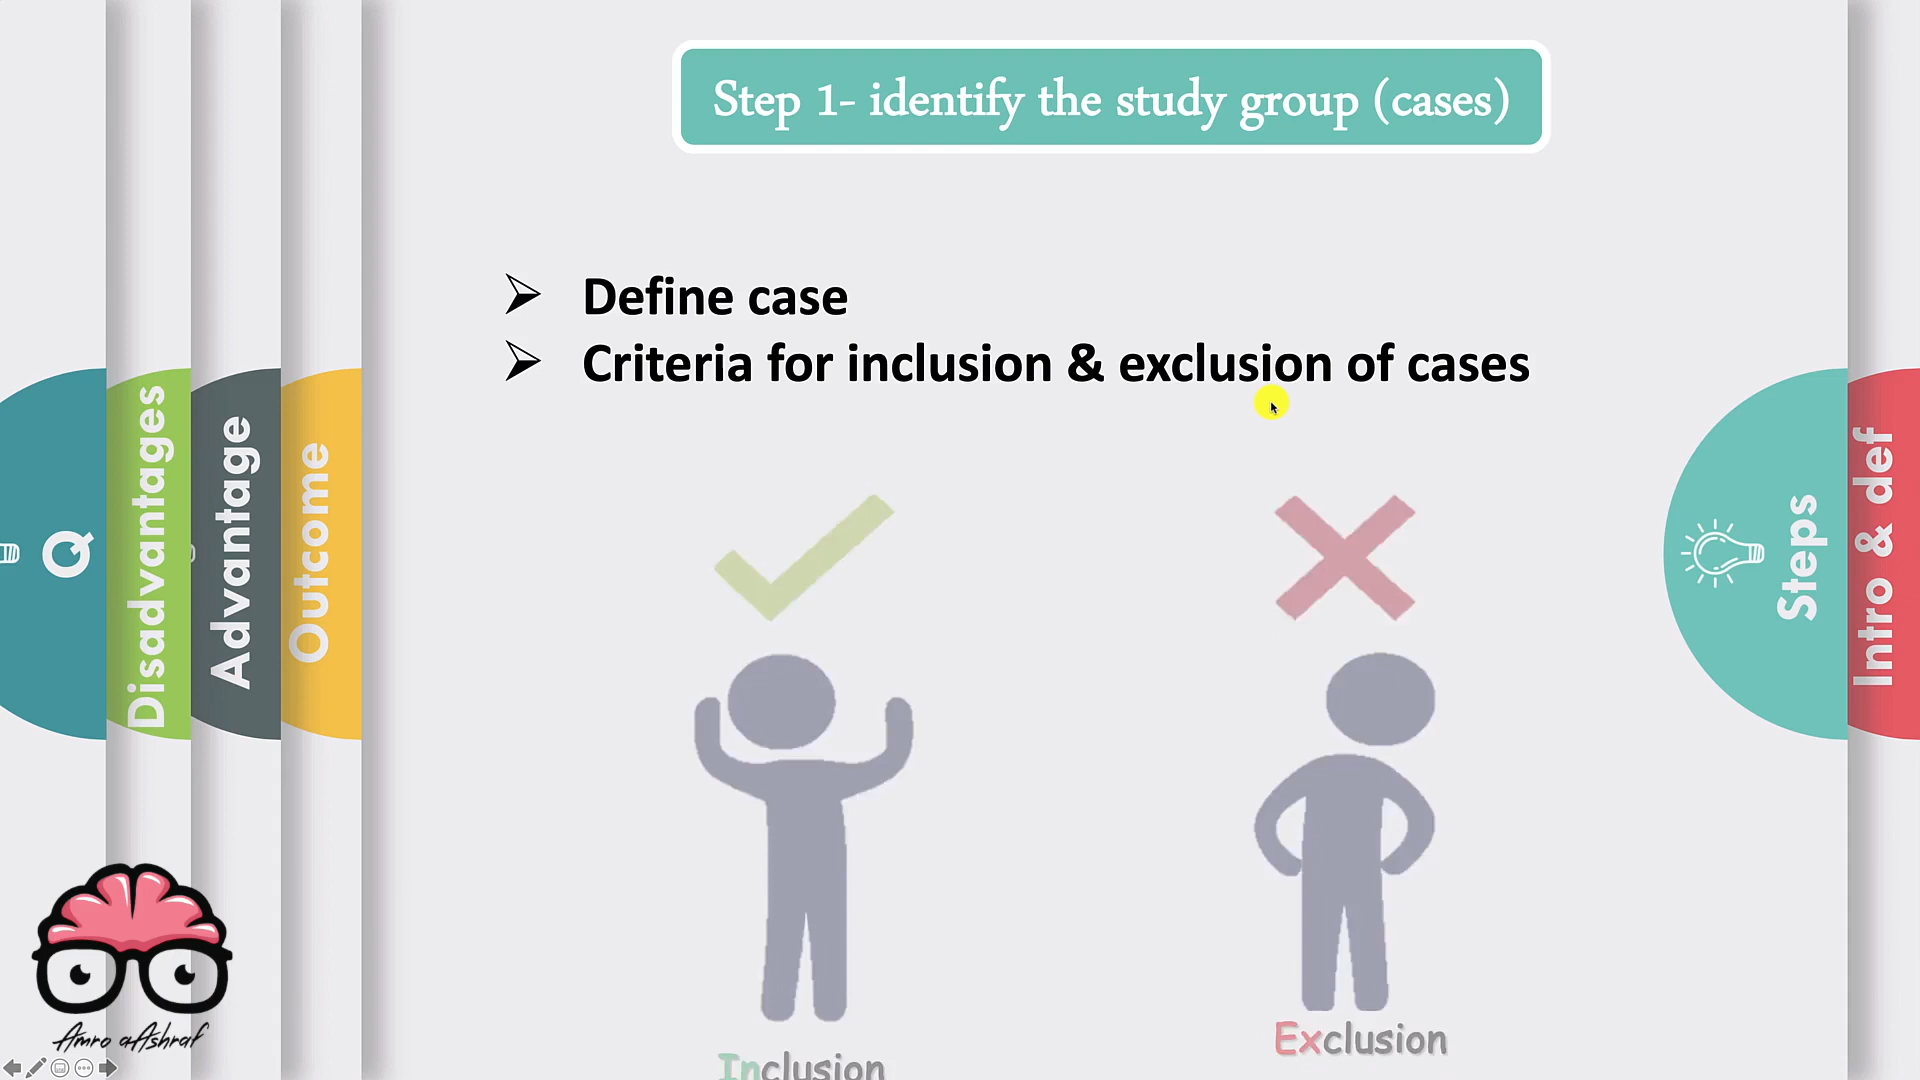 Step 1- identify the study group (cases)
Define case
Criteria for inclusion & exclusion of cases
Q
Disadvantages
Advantage
Outcome
Steps
Intro & def
Exclusion
Inclusion
Amro aAshraf